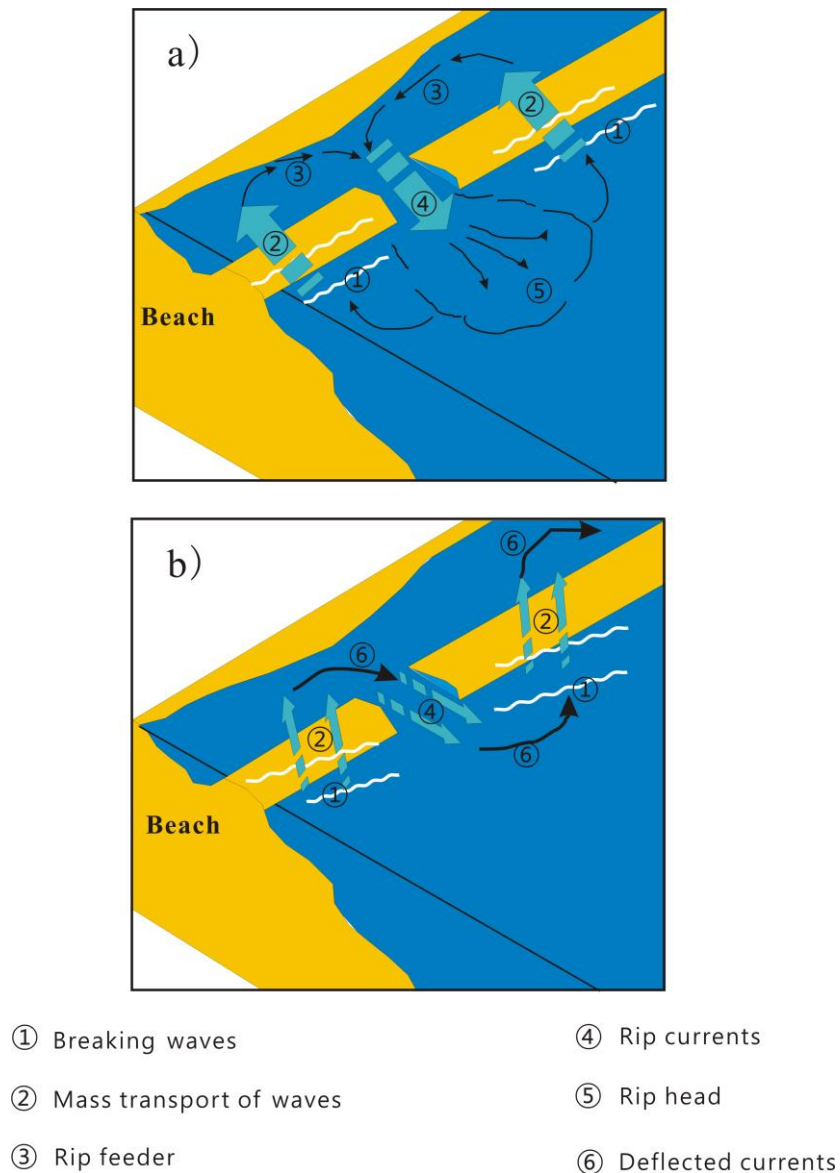 a)
②
③
①
③
④
②
①
⑤
Beach
b)
⑥
⑥
②
①
④
②
⑥
①
Beach
① Breaking waves
④ Rip currents
② Mass transport of waves
⑤ Rip head
③ Rip feeder
⑥ Deflected currents